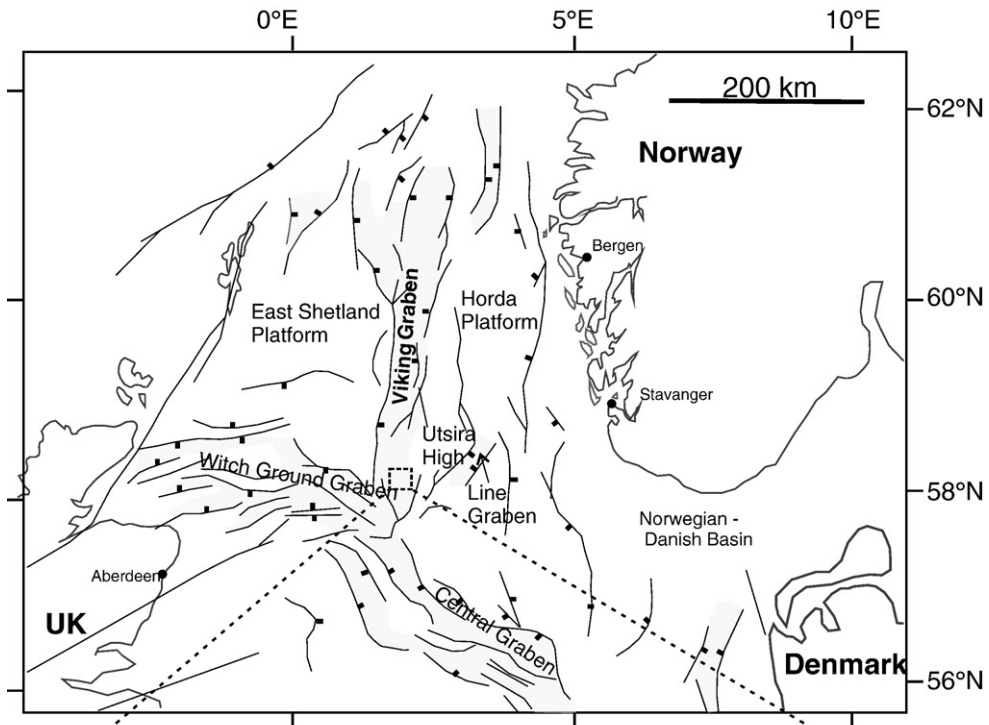 0°E
5°E
10°E
200 km
62°N
Norway
Bergen
60°N
East Shetland
Platform
Viking Graben
Horda
Platform
Stavanger
Utsira
High
Witch Ground Graben
Line
Graben
58°N
Norwegian -
Danish Basin
Aberdeen
UK
Central Graben
Denmark
56°N